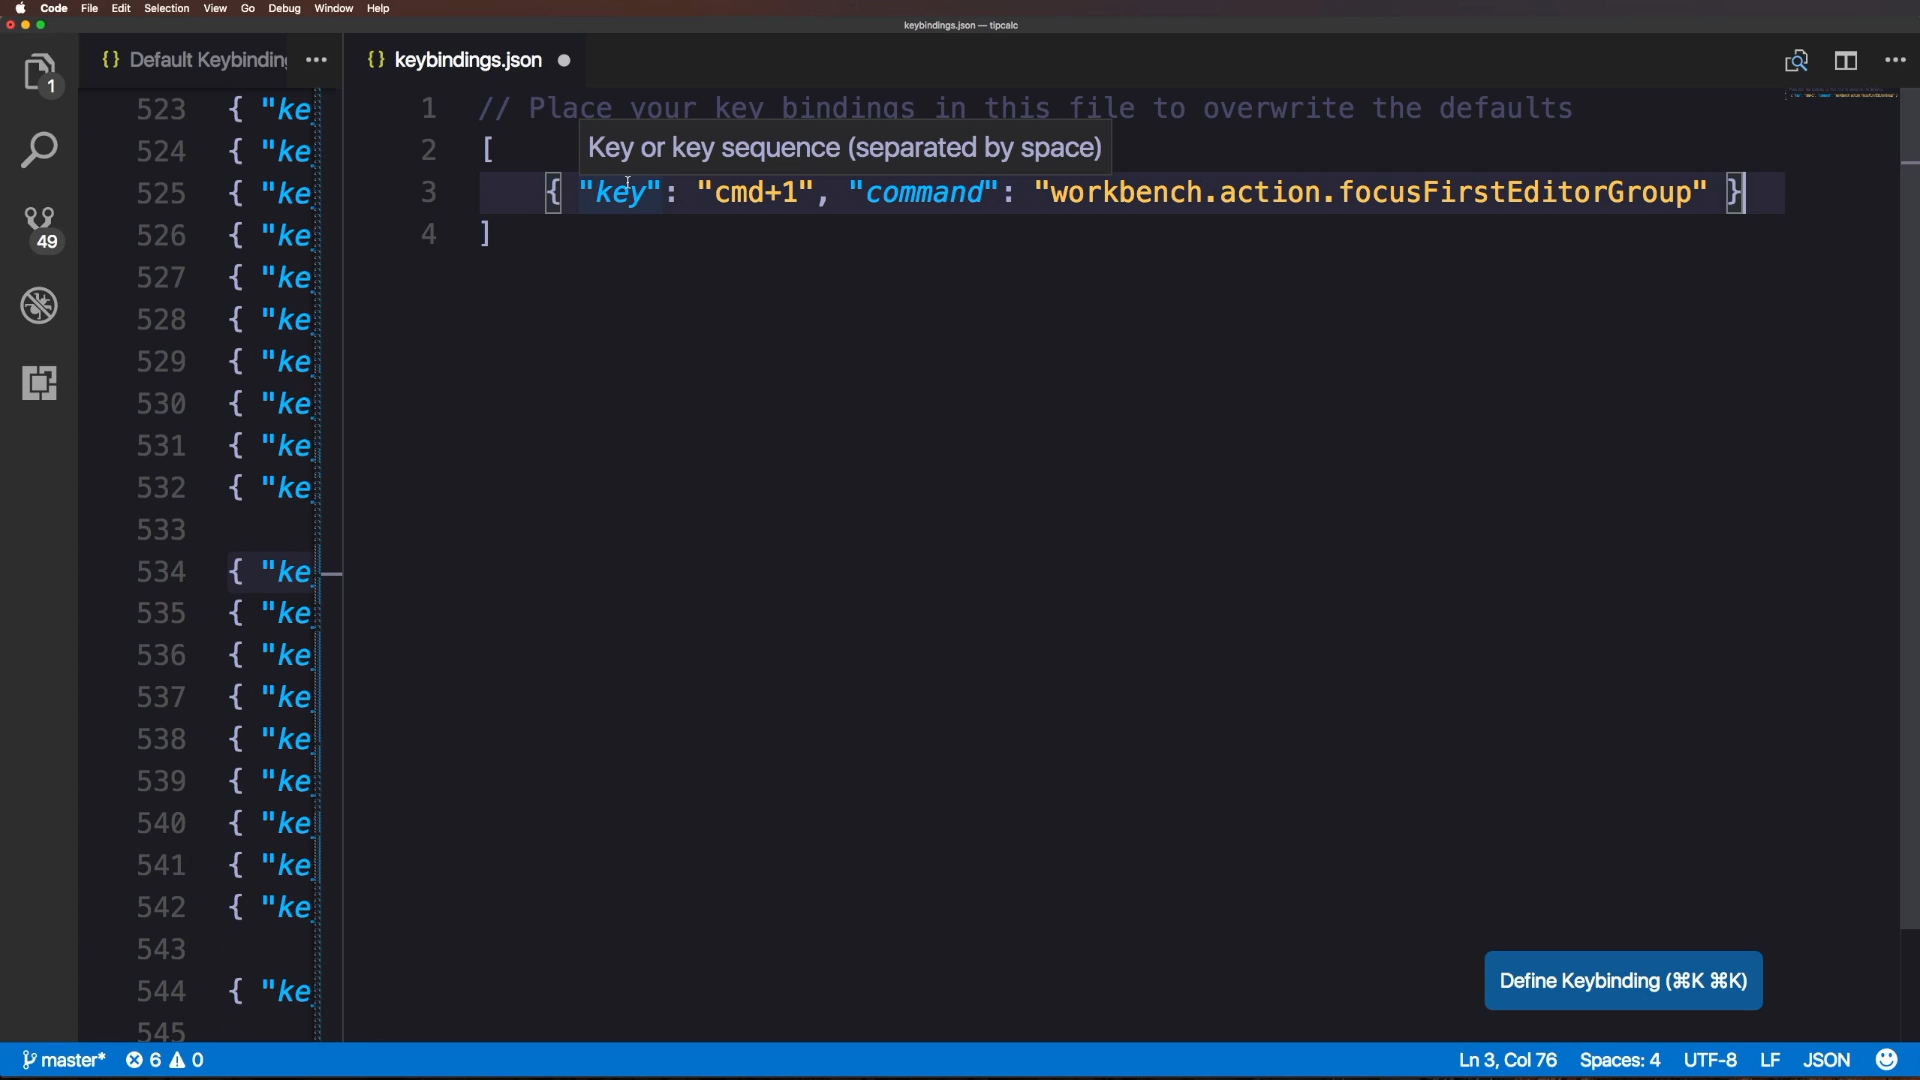 Code File Edit Selection View Go Debug Window Help
keybindings.json — tipcalc
{} Default Keybinding ••• {} keybindings.json ●
1
49
523 { "ke
524 { "ke
525 { "ke
526 { "ke
527 { "ke
528 { "ke
529 { "ke
530 { "ke
531 { "ke
532 { "ke
533
534 { "ke
535 { "ke
536 { "ke
537 { "ke
538 { "ke
539 { "ke
540 { "ke
541 { "ke
542 { "ke
543
544 { "ke
545
1 // Place your key bindings in this file to overwrite the defaults
2 [
Key or key sequence (separated by space)
3 { "key": "cmd+1", "command": "workbench.action.focusFirstEditorGroup" }
4 ]
Define Keybinding (⌘K ⌘K)
master* 6 0 Ln 3, Col 76 Spaces: 4 UTF-8 LF JSON